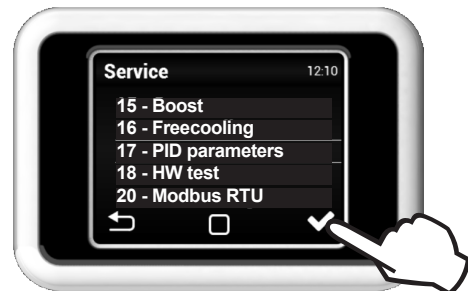 Service 12:10
15 - Boost
16 - Freecooling
17 - PID parameters
18 - HW test
20 - Modbus RTU